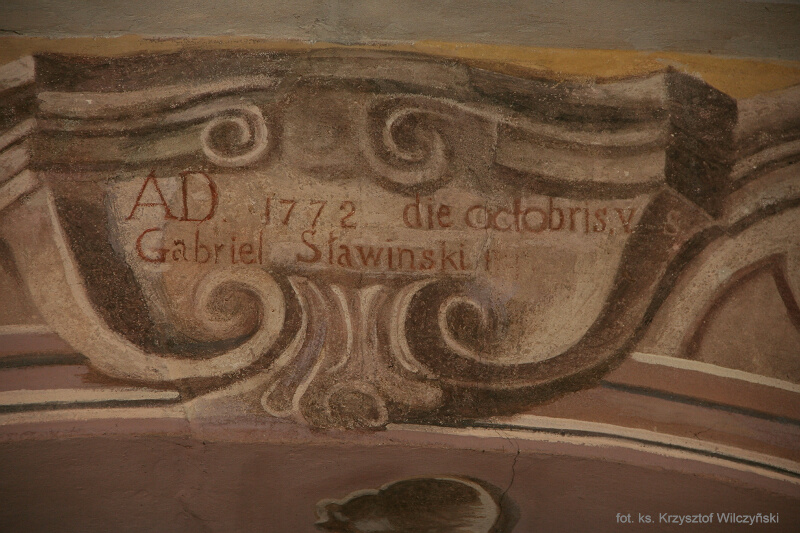 AD. 1772 die octobris, v s
Gabriel Sławinski
fot. ks. Krzysztof Wilczyński